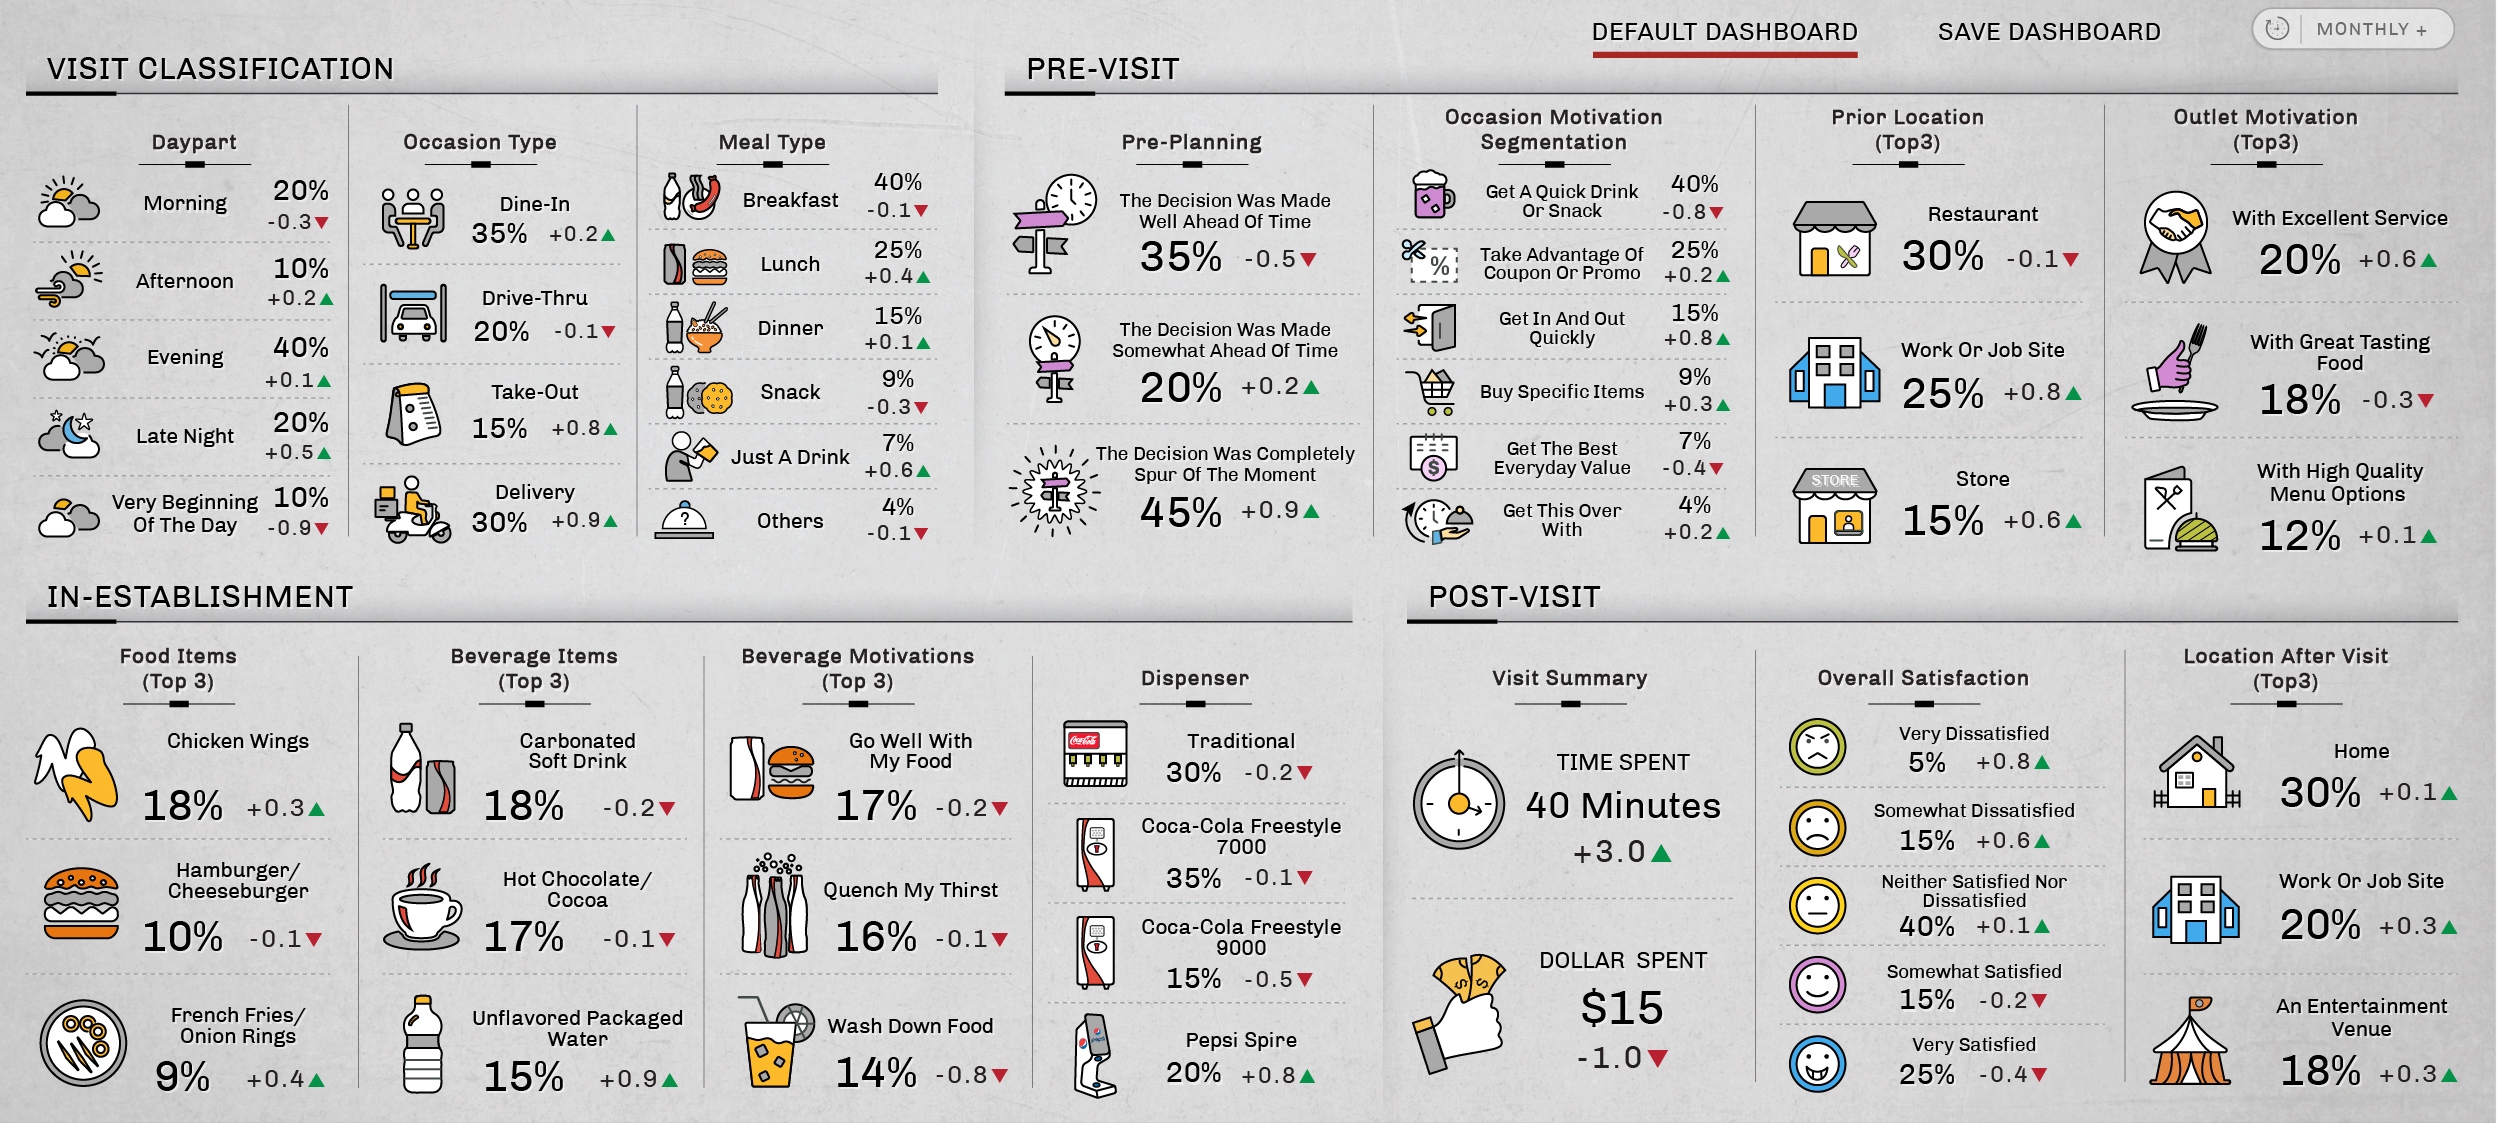 DEFAULT DASHBOARD
SAVE DASHBOARD
MONTHLY +
VISIT CLASSIFICATION
Daypart
Morning
20%
-0.3▼
Afternoon
10%
+0.2▲
Evening
40%
+0.1▲
Late Night
20%
+0.5▲
Very Beginning
Of The Day
10%
-0.9▼
Occasion Type
Dine-In
35% +0.2▲
Drive-Thru
20% -0.1▼
Take-Out
15% +0.8▲
Delivery
30% +0.9▲
Meal Type
Breakfast
40%
-0.1▼
Lunch
25%
+0.4▲
Dinner
15%
+0.1▲
Snack
9%
-0.3▼
Just A Drink
7%
+0.6▲
?
Others
4%
-0.1▼
PRE-VISIT
Pre-Planning
The Decision Was Made
Well Ahead Of Time
35% -0.5▼
The Decision Was Made
Somewhat Ahead Of Time
20% +0.2▲
The Decision Was Completely
Spur Of The Moment
45% +0.9▲
Occasion Motivation
Segmentation
Get A Quick Drink
Or Snack
40%
-0.8▼
%
Take Advantage Of
Coupon Or Promo
25%
+0.2▲
Get In And Out
Quickly
15%
+0.8▲
Buy Specific Items
9%
+0.3▲
$
Get The Best
Everyday Value
7%
-0.4▼
Get This Over
With
4%
+0.2▲
Prior Location
(Top3)
Restaurant
30% -0.1▼
Work Or Job Site
25% +0.8▲
STORE
Store
15% +0.6▲
Outlet Motivation
(Top3)
With Excellent Service
20% +0.6▲
With Great Tasting
Food
18% -0.3▼
With High Quality
Menu Options
12% +0.1▲
IN-ESTABLISHMENT
Food Items
(Top 3)
Chicken Wings
18% +0.3▲
Hamburger/
Cheeseburger
10% -0.1▼
French Fries/
Onion Rings
9% +0.4▲
Beverage Items
(Top 3)
Carbonated
Soft Drink
18% -0.2▼
Hot Chocolate/
Cocoa
17% -0.1▼
Unflavored Packaged
Water
15% +0.9▲
Beverage Motivations
(Top 3)
Go Well With
My Food
17% -0.2▼
Quench My Thirst
16% -0.1▼
Wash Down Food
14% -0.8▼
Dispenser
Coca-Cola
Traditional
30% -0.2▼
Coca-Cola Freestyle
7000
35% -0.1▼
Coca-Cola Freestyle
9000
15% -0.5▼
pepsi
Pepsi Spire
20% +0.8▲
POST-VISIT
Visit Summary
TIME SPENT
40 Minutes
+3.0▲
$ $
DOLLAR SPENT
$15
-1.0▼
Overall Satisfaction
Very Dissatisfied
5% +0.8▲
Somewhat Dissatisfied
15% +0.6▲
Neither Satisfied Nor
Dissatisfied
40% +0.1▲
Somewhat Satisfied
15% -0.2▼
Very Satisfied
25% -0.4▼
Location After Visit
(Top3)
Home
30% +0.1▲
Work Or Job Site
20% +0.3▲
An Entertainment
Venue
18% +0.3▲